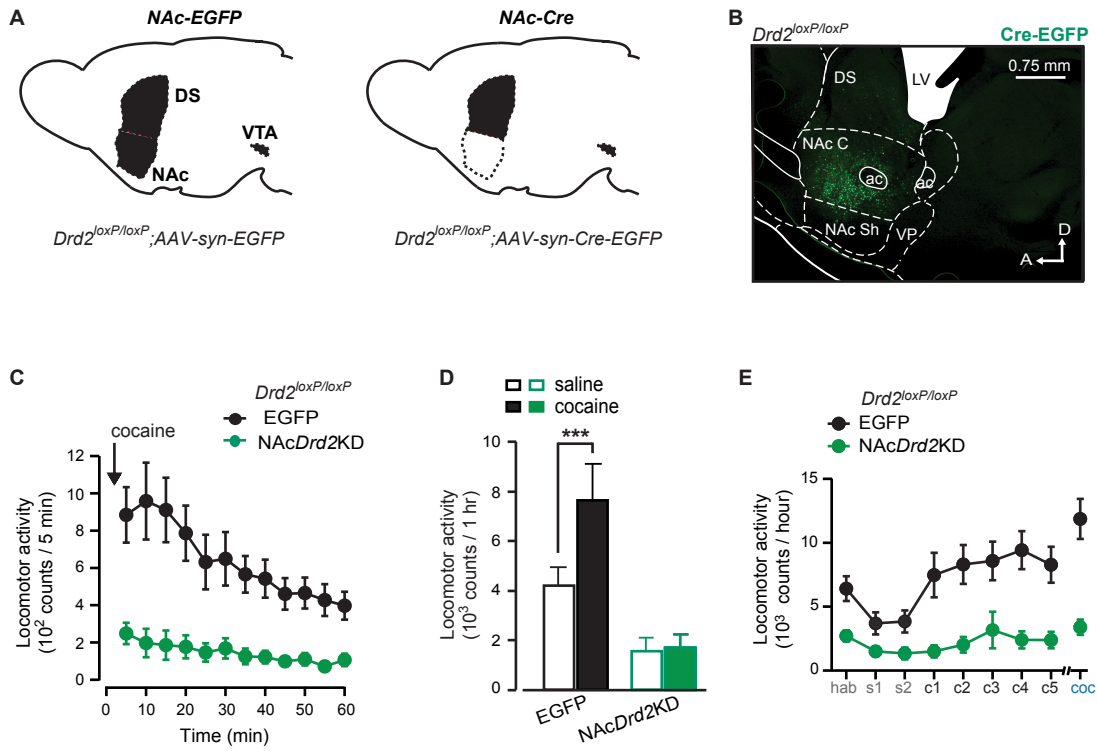 A
NAc-EGFP
NAc-Cre
DS
VTA
NAc
Drd2loxP/loxP;AAV-syn-EGFP
Drd2loxP/loxP;AAV-syn-Cre-EGFP
B
Drd2loxP/loxP
Cre-EGFP
DS
LV
0.75 mm
NAc C
ac
ac
NAc Sh
VP
D
A
C
Drd2loxP/loxP
EGFP
NAcDrd2KD
cocaine
Locomotor activity
(102 counts / 5 min)
12
10
8
6
4
2
0
0 10 20 30 40 50 60
Time (min)
D
saline
cocaine
***
Locomotor activity
(103 counts / 1 hr)
10
8
6
4
2
0
EGFP
NAcDrd2KD
E
Drd2loxP/loxP
EGFP
NAcDrd2KD
Locomotor activity
(103 counts / hour)
15
10
5
0
hab s1 s2 c1 c2 c3 c4 c5 coc